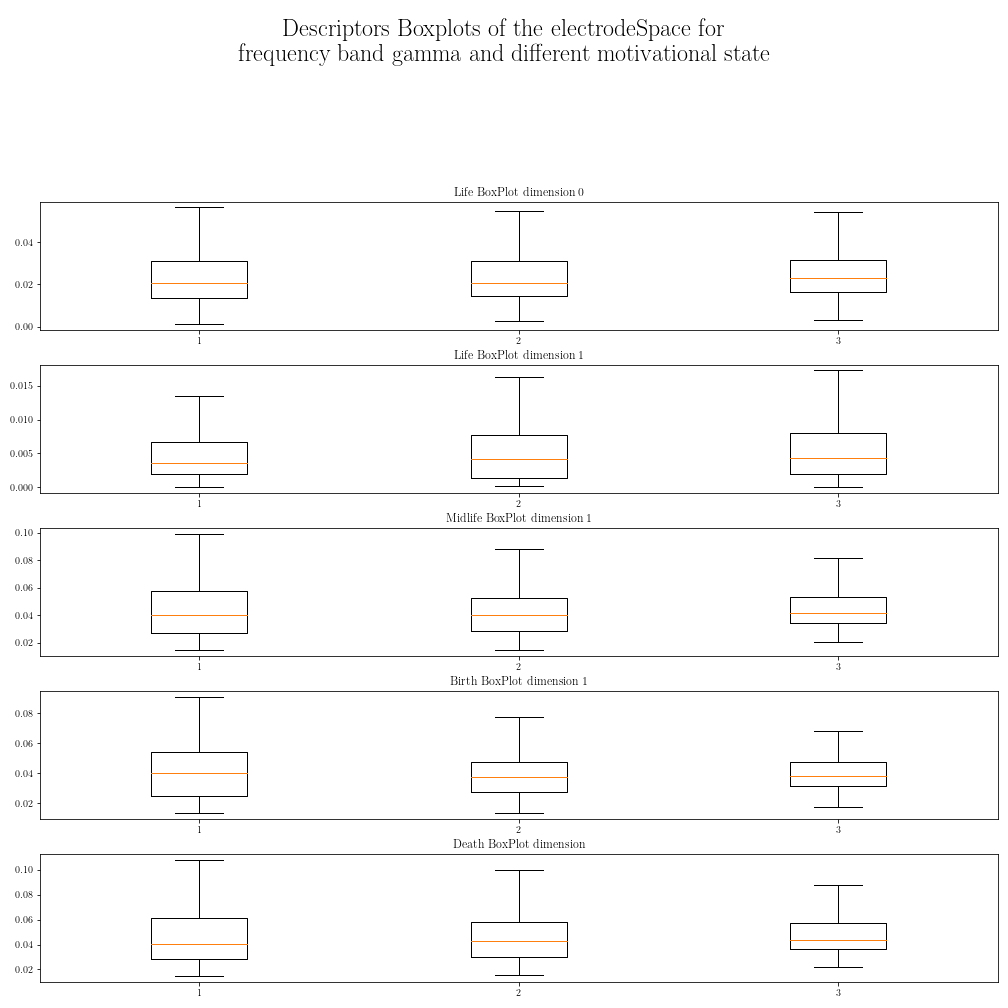 Descriptors Boxplots of the electrodeSpace for
frequency band gamma and different motivational state
Life BoxPlot dimension 0
0.04
0.02
0.00
1 2 3
Life BoxPlot dimension 1
0.015
0.010
0.005
0.000
1 2 3
Midlife BoxPlot dimension 1
0.10
0.08
0.06
0.04
0.02
1 2 3
Birth BoxPlot dimension 1
0.08
0.06
0.04
0.02
1 2 3
Death BoxPlot dimension
0.10
0.08
0.06
0.04
0.02
1 2 3